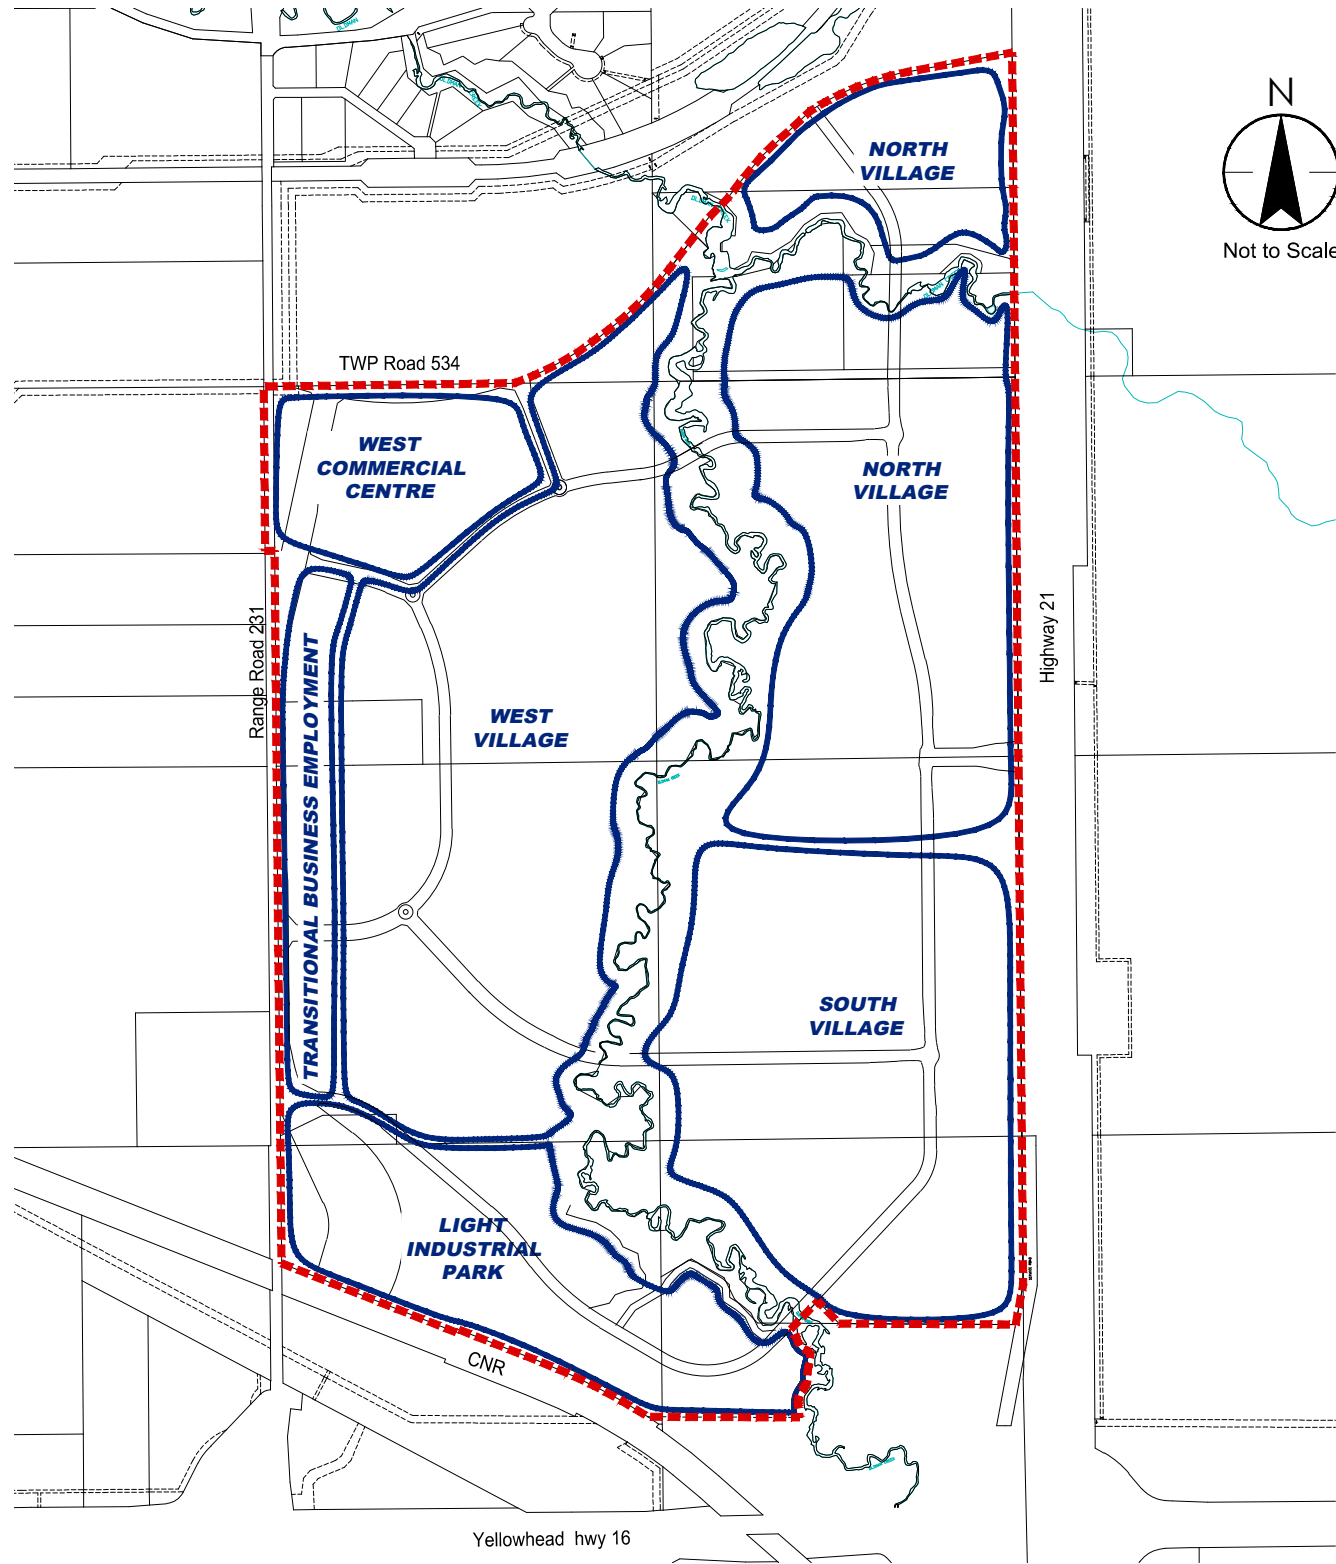 N
Not to Scale
NORTH
VILLAGE
TWP Road 534
WEST
COMMERCIAL
CENTRE
NORTH
VILLAGE
Range Road 231
Highway 21
TRANSITIONAL BUSINESS EMPLOYMENT
WEST
VILLAGE
SOUTH
VILLAGE
LIGHT
INDUSTRIAL
PARK
CNR
Yellowhead hwy 16